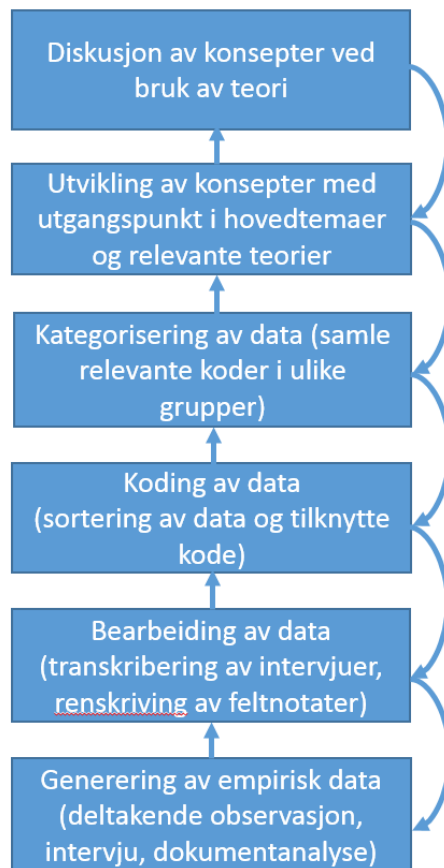 Diskusjon av konsepter ved
bruk av teori
Utvikling av konsepter med
utgangspunkt i hovedtemaer
og relevante teorier
Kategorisering av data (samle
relevante koder i ulike
grupper)
Koding av data
(sortering av data og tilknytte
kode)
Bearbeiding av data
(transkribering av intervjuer,
renskriving av feltnotater)
Generering av empirisk data
(deltakende observasjon,
intervju, dokumentanalyse)